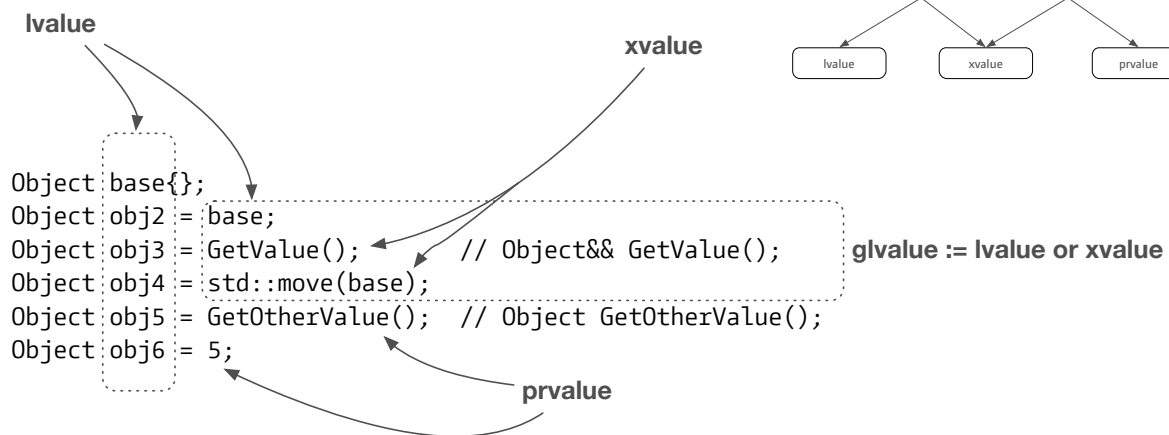 lvalue
xvalue
lvalue
xvalue
prvalue
Object base{};
Object obj2 = base;
Object obj3 = GetValue(); // Object&& GetValue();
glvalue := lvalue or xvalue
Object obj4 = std::move(base);
Object obj5 = GetOtherValue(); // Object GetOtherValue();
Object obj6 = 5;
prvalue